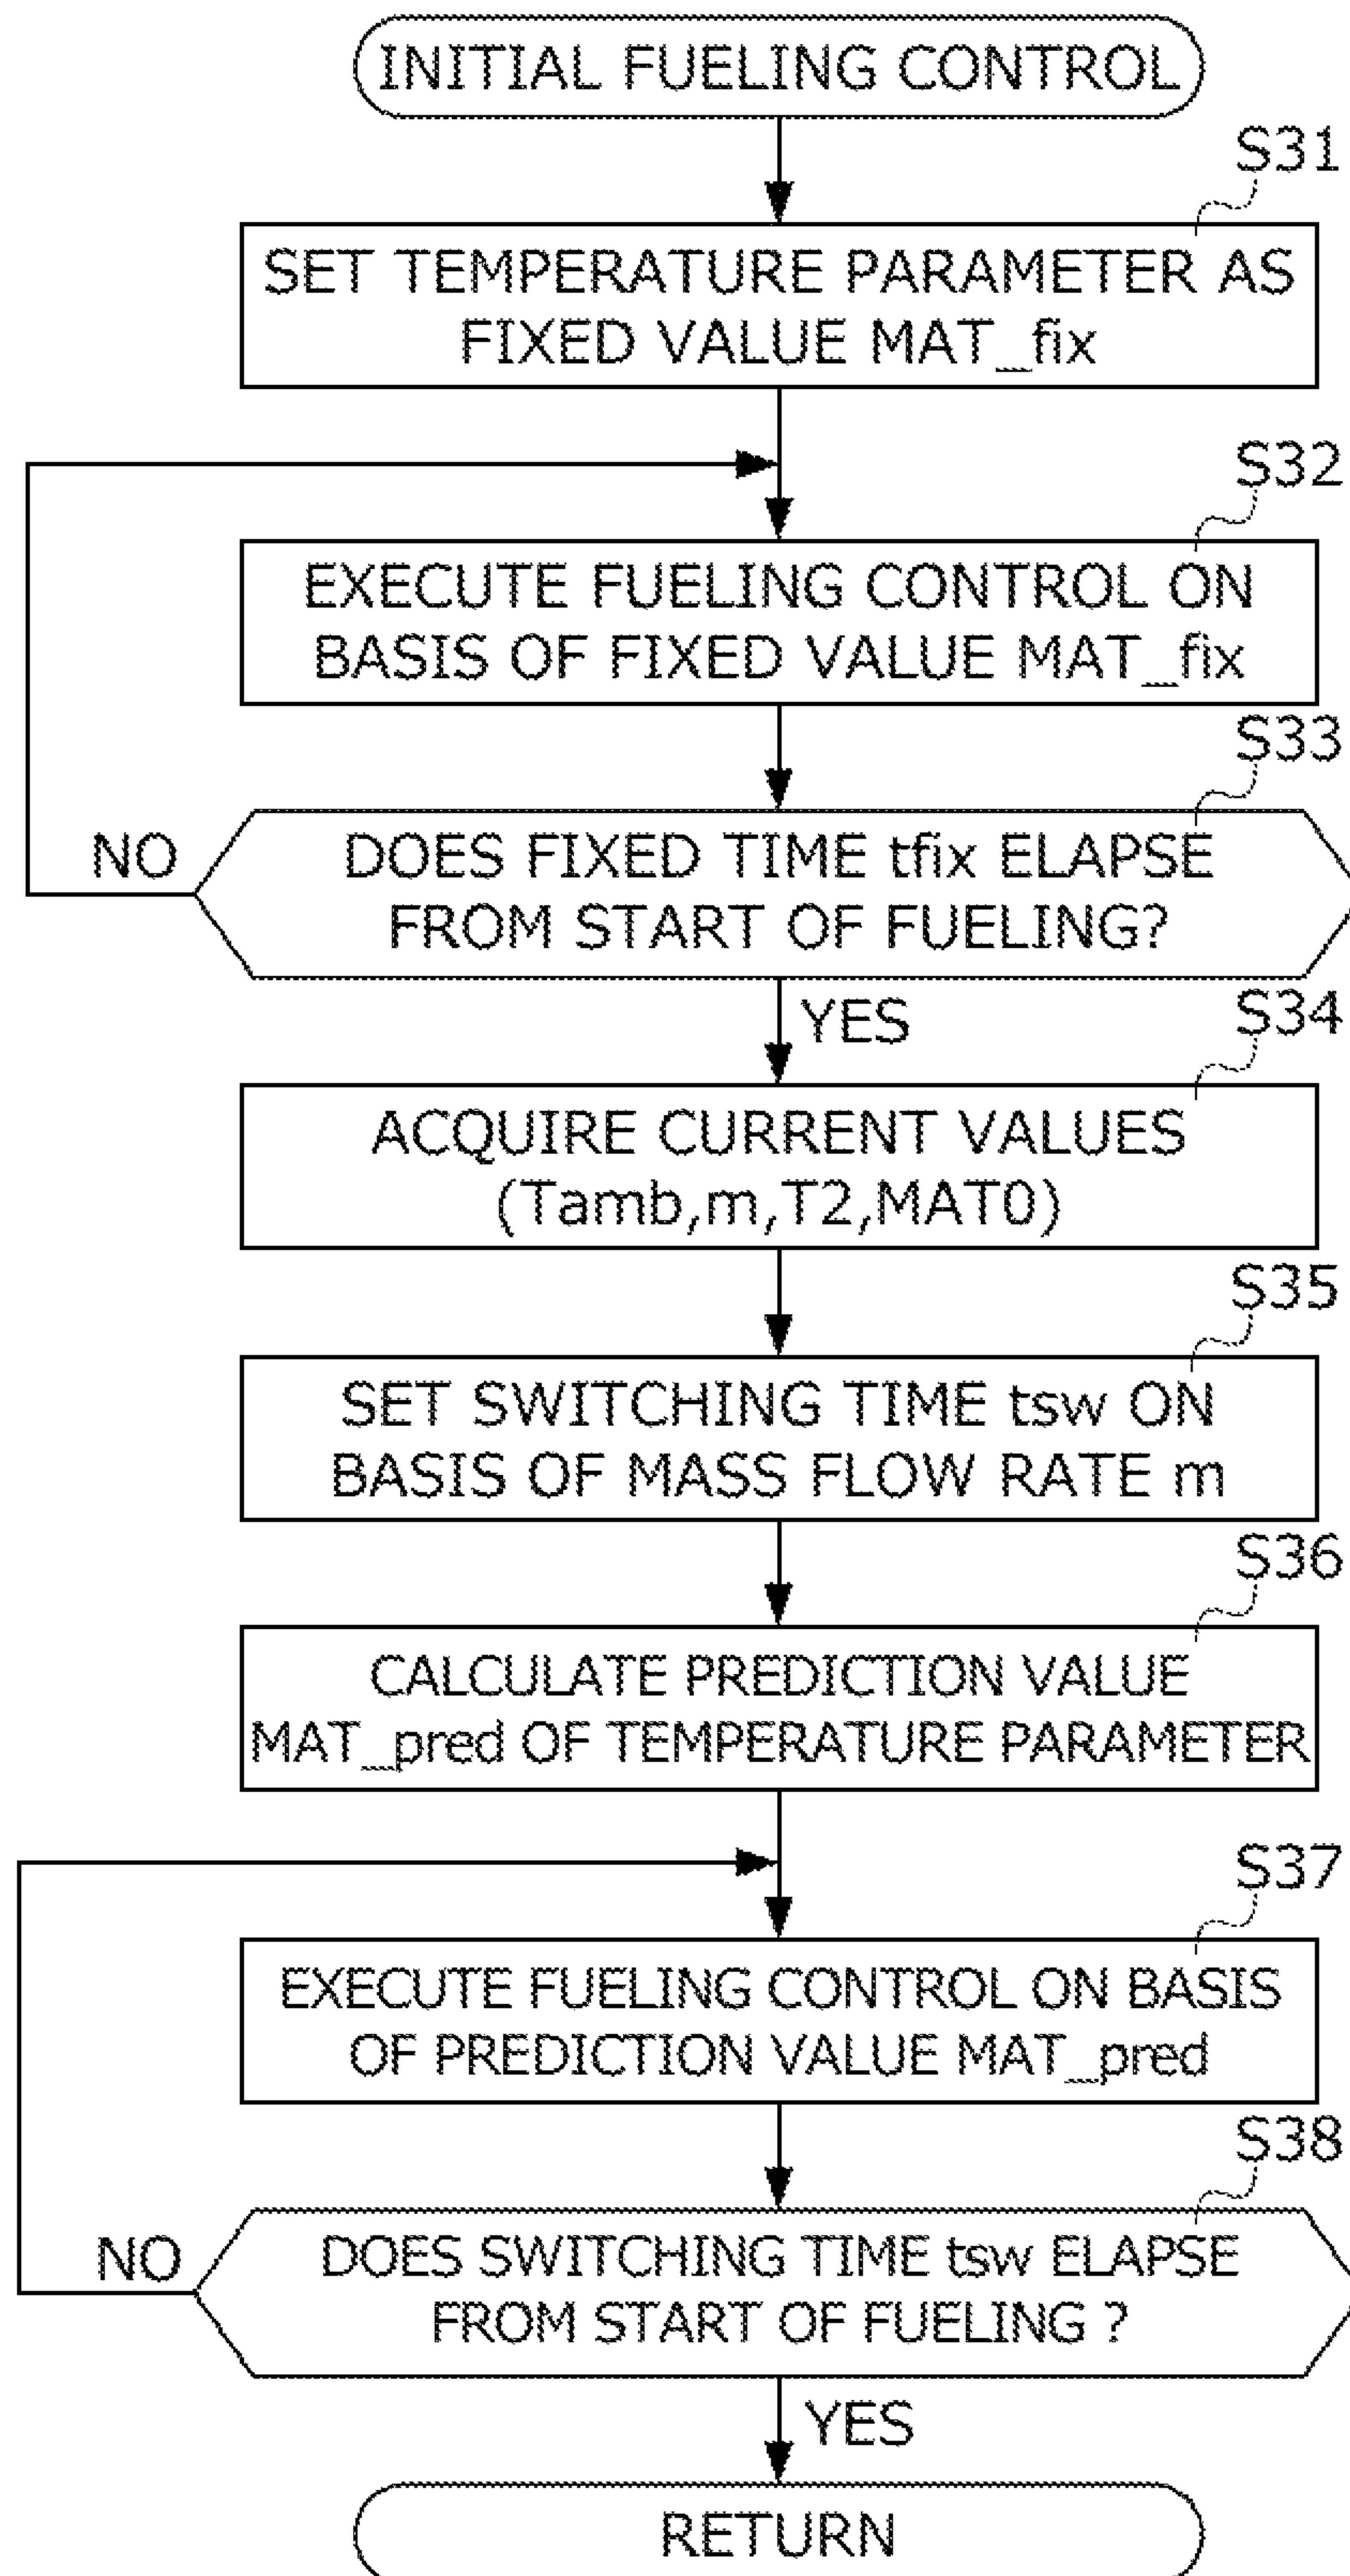 INITIAL FUELING CONTROL
S31
SET TEMPERATURE PARAMETER AS
FIXED VALUE MAT_fix
S32
EXECUTE FUELING CONTROL ON
BASIS OF FIXED VALUE MAT_fix
S33
NO
DOES FIXED TIME tfix ELAPSE
FROM START OF FUELING?
YES
S34
ACQUIRE CURRENT VALUES
(Tamb,m,T2,MAT0)
S35
SET SWITCHING TIME tsw ON
BASIS OF MASS FLOW RATE m
S36
CALCULATE PREDICTION VALUE
MAT_pred OF TEMPERATURE PARAMETER
S37
EXECUTE FUELING CONTROL ON BASIS
OF PREDICTION VALUE MAT_pred
S38
NO
DOES SWITCHING TIME tsw ELAPSE
FROM START OF FUELING ?
YES
RETURN